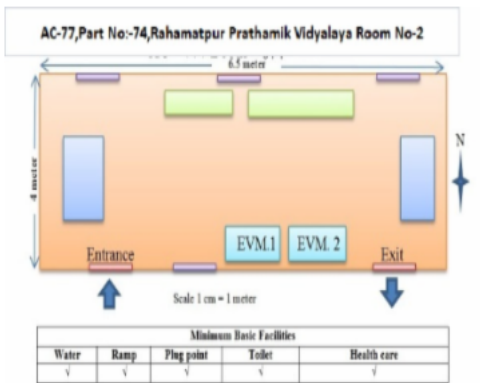 AC-77,Part No:-74,Rahamatpur Prathamik Vidyalaya Room No-2
6.5 meter
4 meter
N
EVM.1 EVM. 2
Entrance Exit
Scale 1 cm = 1 meter
Minimum Basic Facilities
Water Ramp Plug point Toilet Health care
√ √ √ √ √